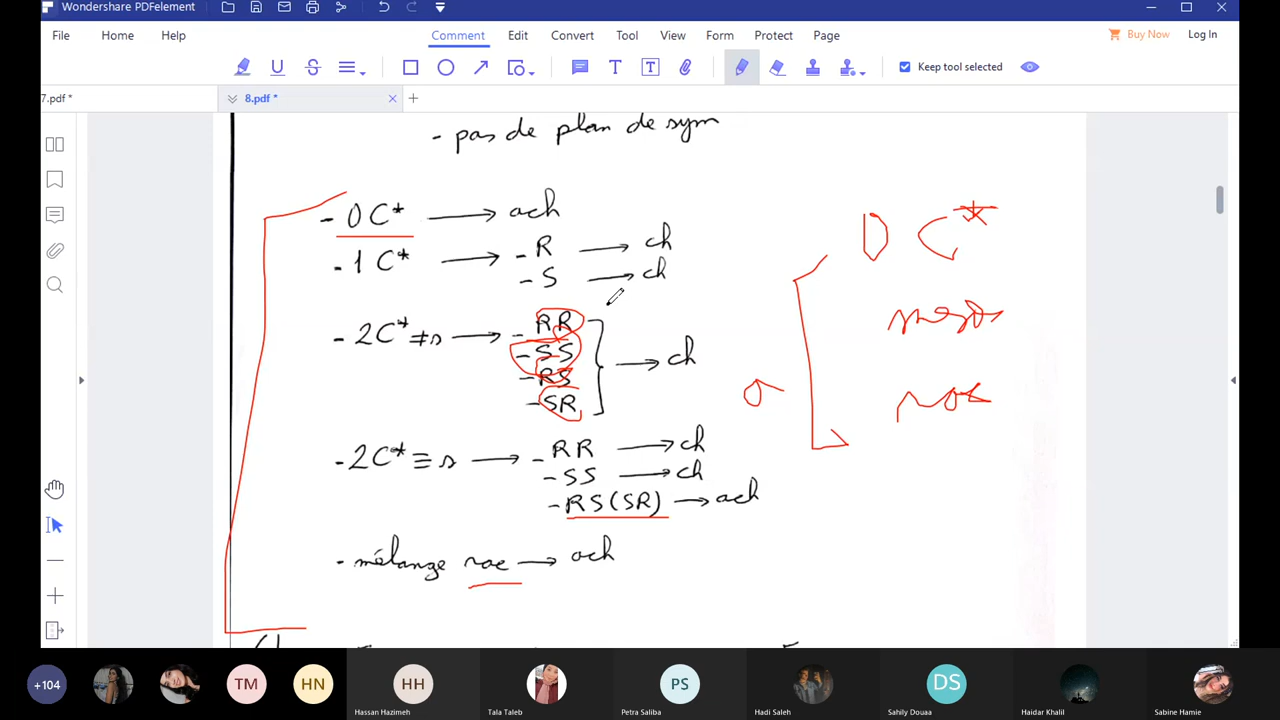 Wondershare PDFelement
File Home Help Comment Edit Convert Tool View Form Protect Page Buy Now Log In
Keep tool selected
7.pdf * 8.pdf *
- pas de plan de sym
- 0 C* → ach
- 1 C* → - R → ch
- S → ch
- 2C* ≠s → - RR
- SS
- RS
- SR
→ ch
- 2C* ≡ s → - RR → ch
- SS → ch
- RS (SR) → ach
- mélange rac → ach
0 C*
meso
rac
σ
+104 TM HN HH PS DS
Hassan Hazimeh Tala Taleb Petra Saliba Hadi Saleh Sahily Douaa Haidar Khalil Sabine Hamie